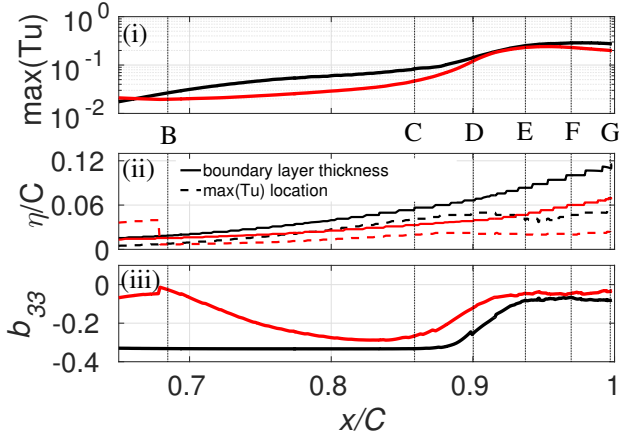 (i)
max(Tu)
10^0
10^-1
10^-2
B C D E F G
(ii)
boundary layer thickness
max(Tu) location
η/C
0.12
0.06
0
(iii)
b_33
0
-0.2
-0.4
0.7 0.8 0.9 1
x/C